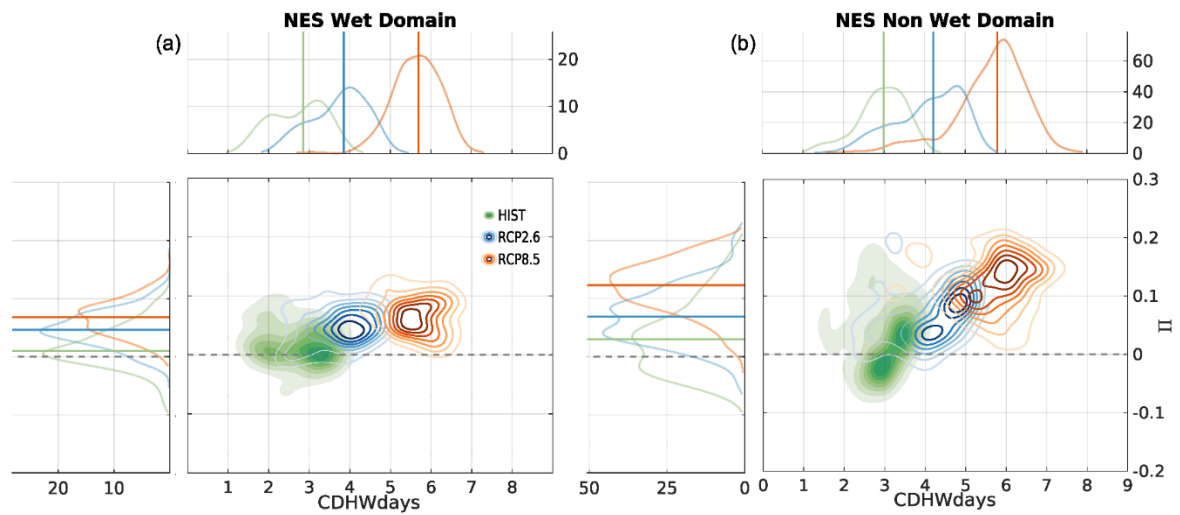 NES Wet Domain
NES Non Wet Domain
(a)
(b)
20
10
0
60
40
20
0
HIST
RCP2.6
RCP8.5
0.3
0.2
0.1
0
-0.1
-0.2
II
20 10
1 2 3 4 5 6 7 8
CDHWdays
50 25 0
0 1 2 3 4 5 6 7 8 9
CDHWdays